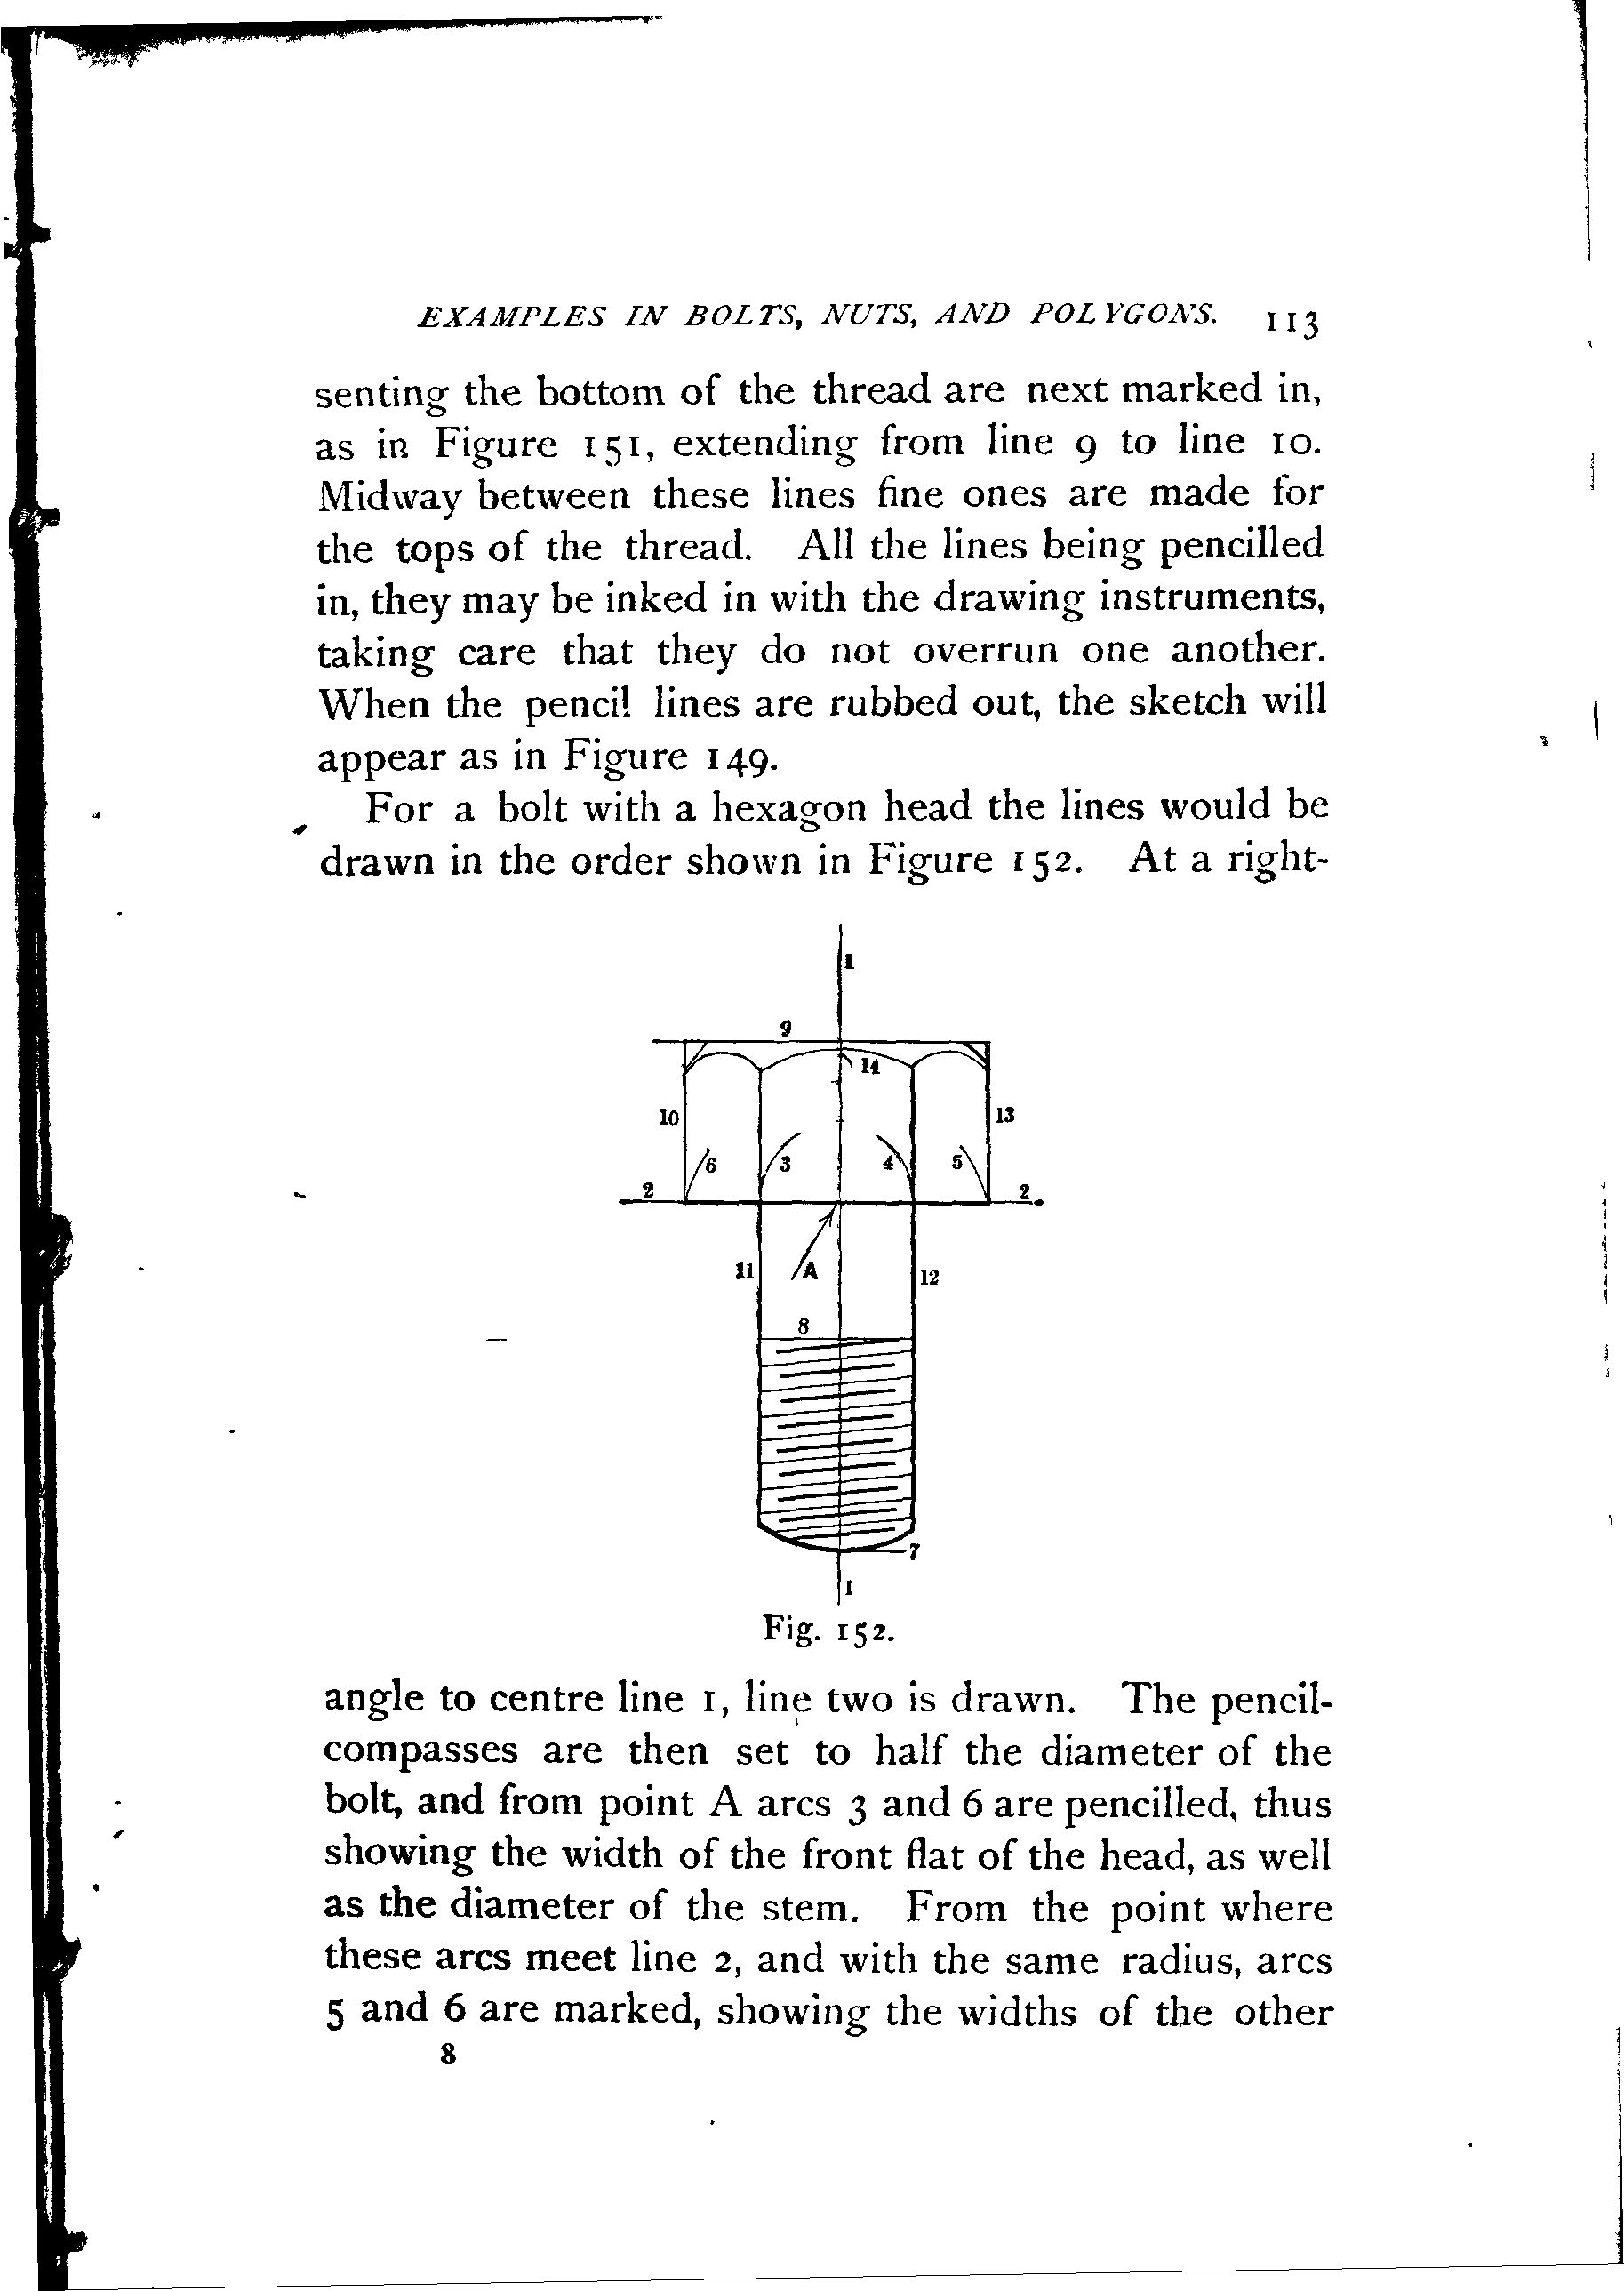 EXAMPLES IN BOLTS, NUTS, AND POLYGONS. 113
senting the bottom of the thread are next marked in,
as in Figure 151, extending from line 9 to line 10.
Midway between these lines fine ones are made for
the tops of the thread. All the lines being pencilled
in, they may be inked in with the drawing instruments,
taking care that they do not overrun one another.
When the pencil lines are rubbed out, the sketch will
appear as in Figure 149.
For a bolt with a hexagon head the lines would be
drawn in the order shown in Figure 152. At a right-
1
9
14
10
13
6
3
4
5
2
2
11
A
12
8
7
1
Fig. 152.
angle to centre line 1, line two is drawn. The pencil-
compasses are then set to half the diameter of the
bolt, and from point A arcs 3 and 6 are pencilled, thus
showing the width of the front flat of the head, as well
as the diameter of the stem. From the point where
these arcs meet line 2, and with the same radius, arcs
5 and 6 are marked, showing the widths of the other
8